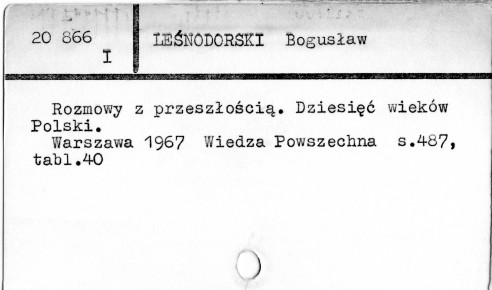 20 866
I
LEŚNODORSKI Bogusław
Rozmowy z przeszłością. Dziesięć wieków
Polski.
Warszawa 1967 Wiedza Powszechna s.487,
tabl.40